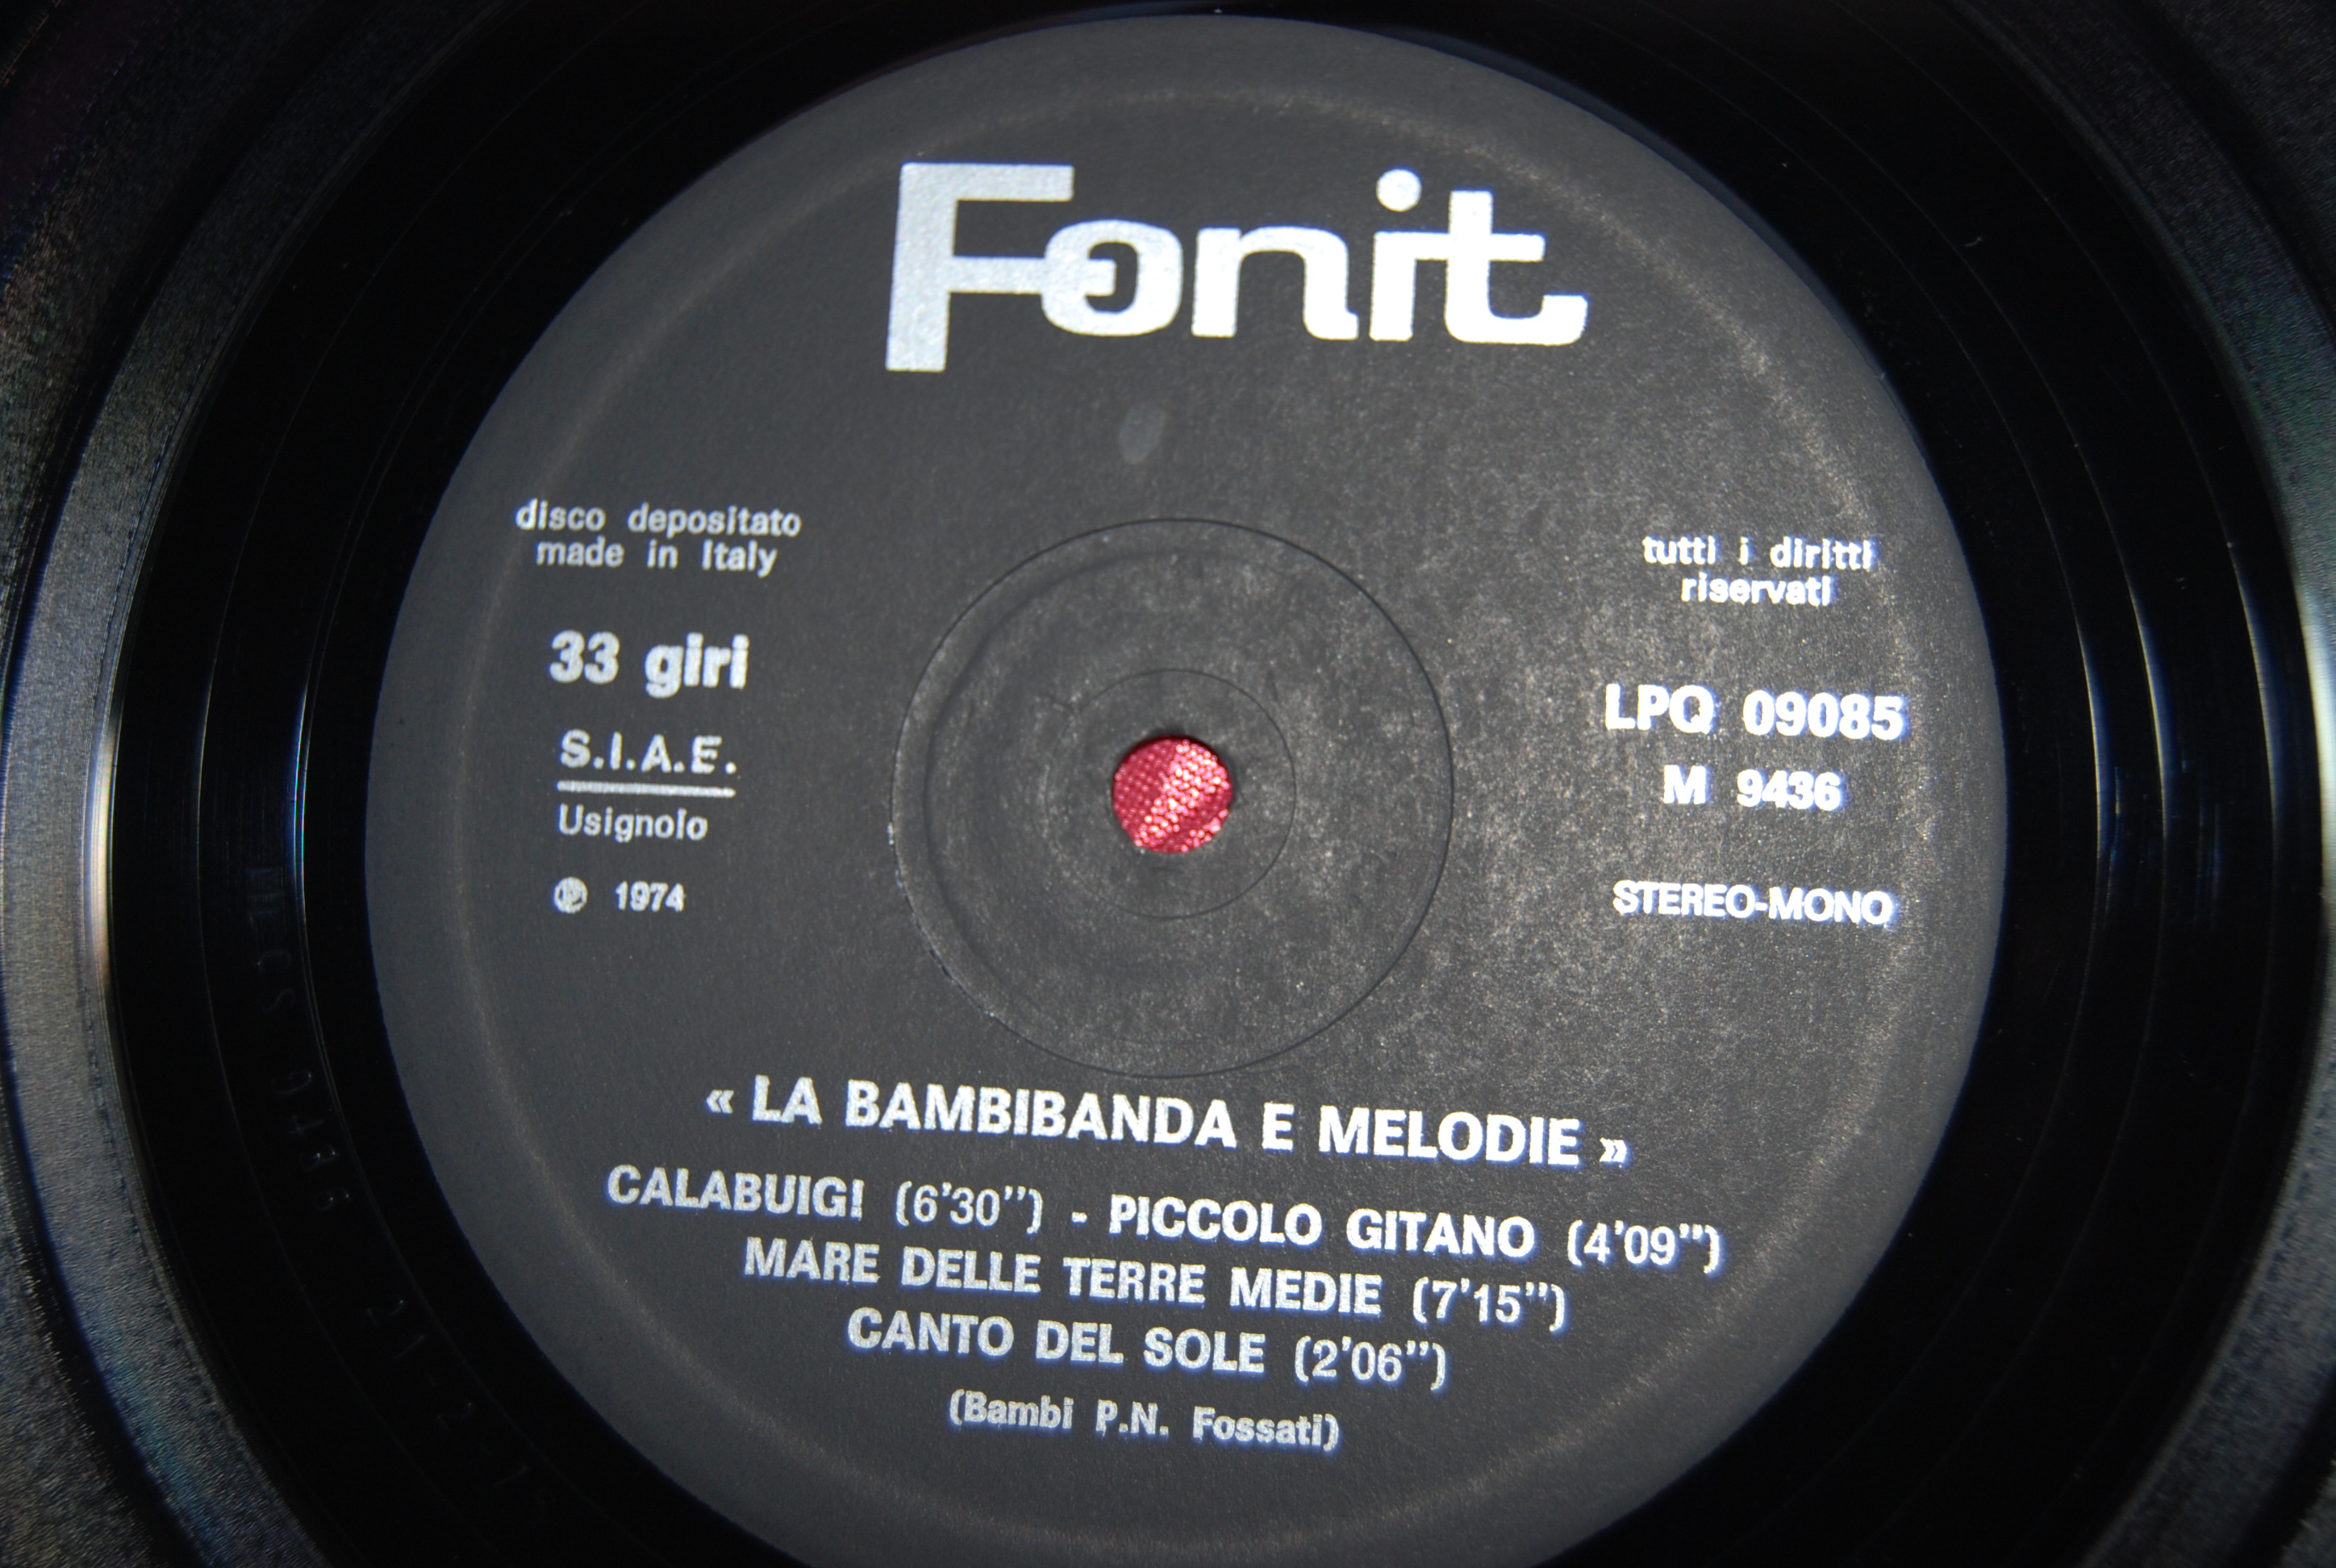 Fonit
disco depositato
made in Italy
33 giri
S.I.A.E.
Usignolo
℗ 1974
tutti i diritti
riservati
LPQ 09085
M 9436
STEREO-MONO
« LA BAMBIBANDA E MELODIE »
CALABUIG! (6'30'') - PICCOLO GITANO (4'09'')
MARE DELLE TERRE MEDIE (7'15'')
CANTO DEL SOLE (2'06'')
(Bambi P.N. Fossati)